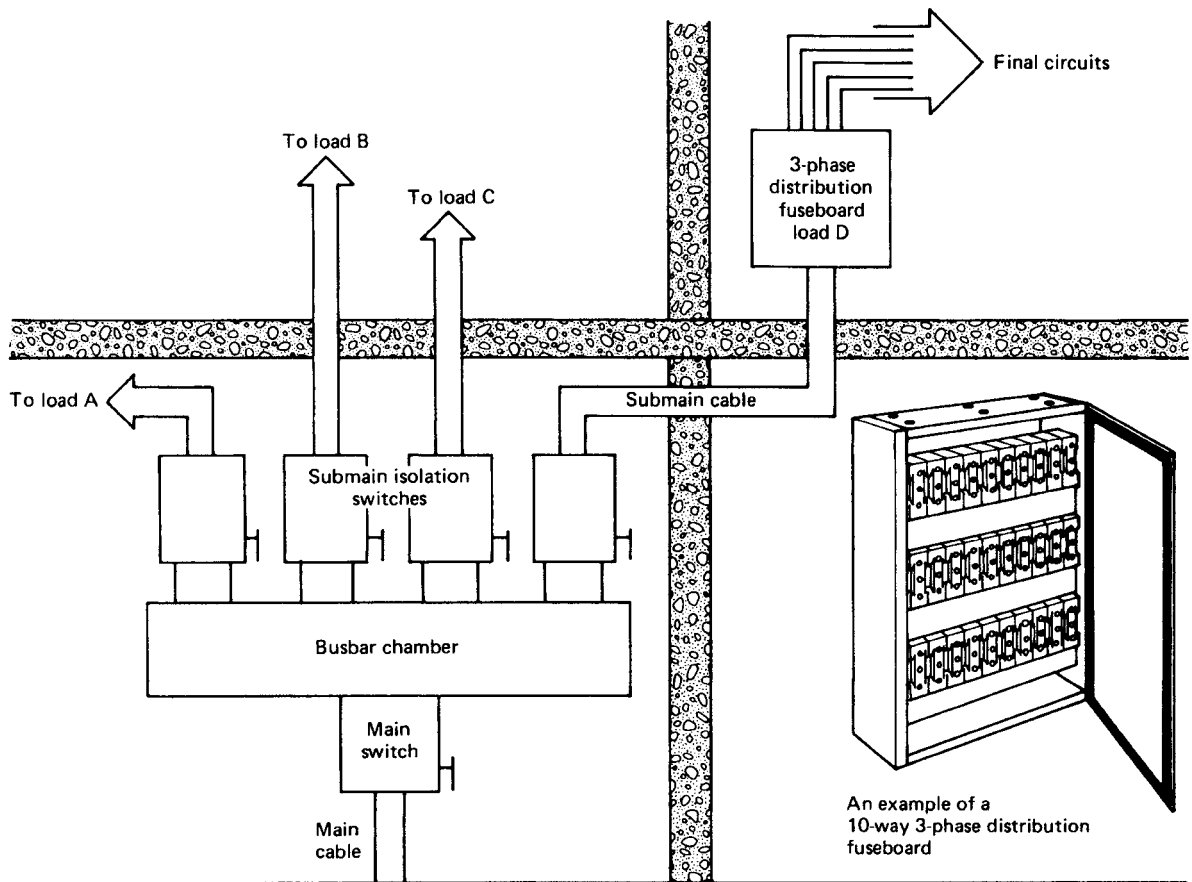 Final circuits
3-phase
distribution
fuseboard
load D
To load B
To load C
To load A
Submain cable
Submain isolation
switches
Busbar chamber
Main
switch
Main
cable
An example of a
10-way 3-phase distribution
fuseboard